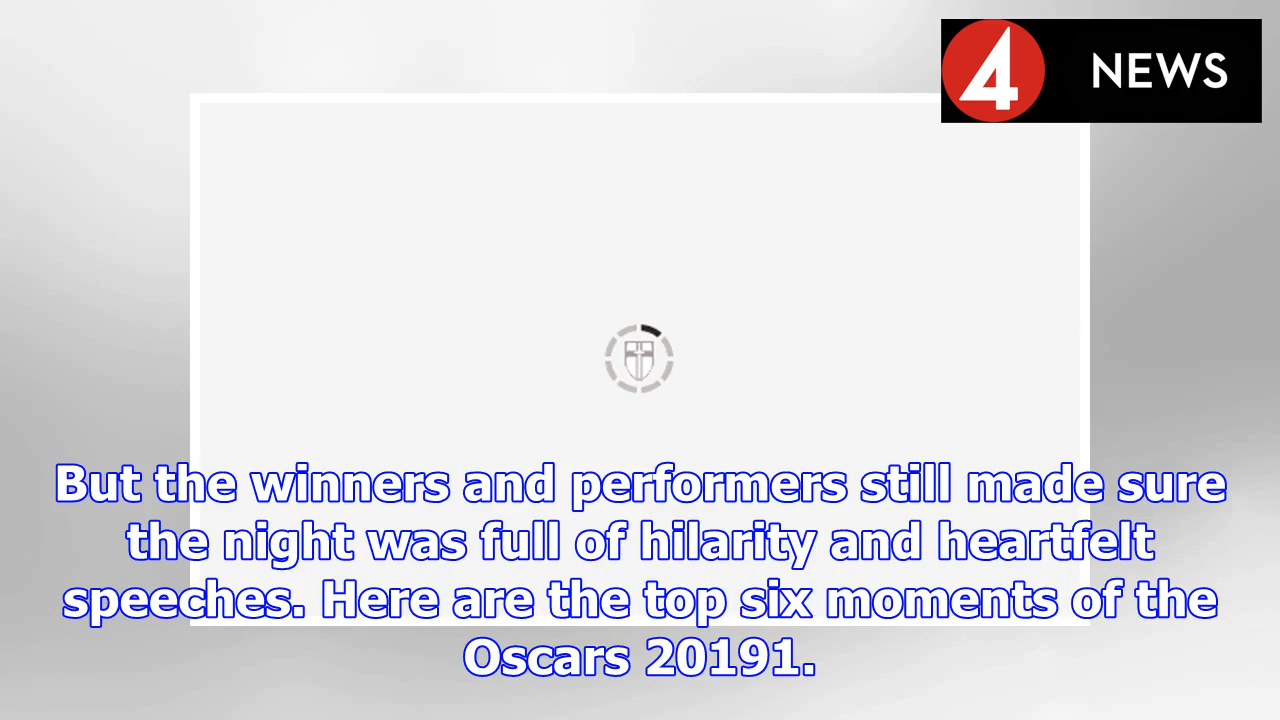 4 NEWS
But the winners and performers still made sure
the night was full of hilarity and heartfelt
speeches. Here are the top six moments of the
Oscars 20191.